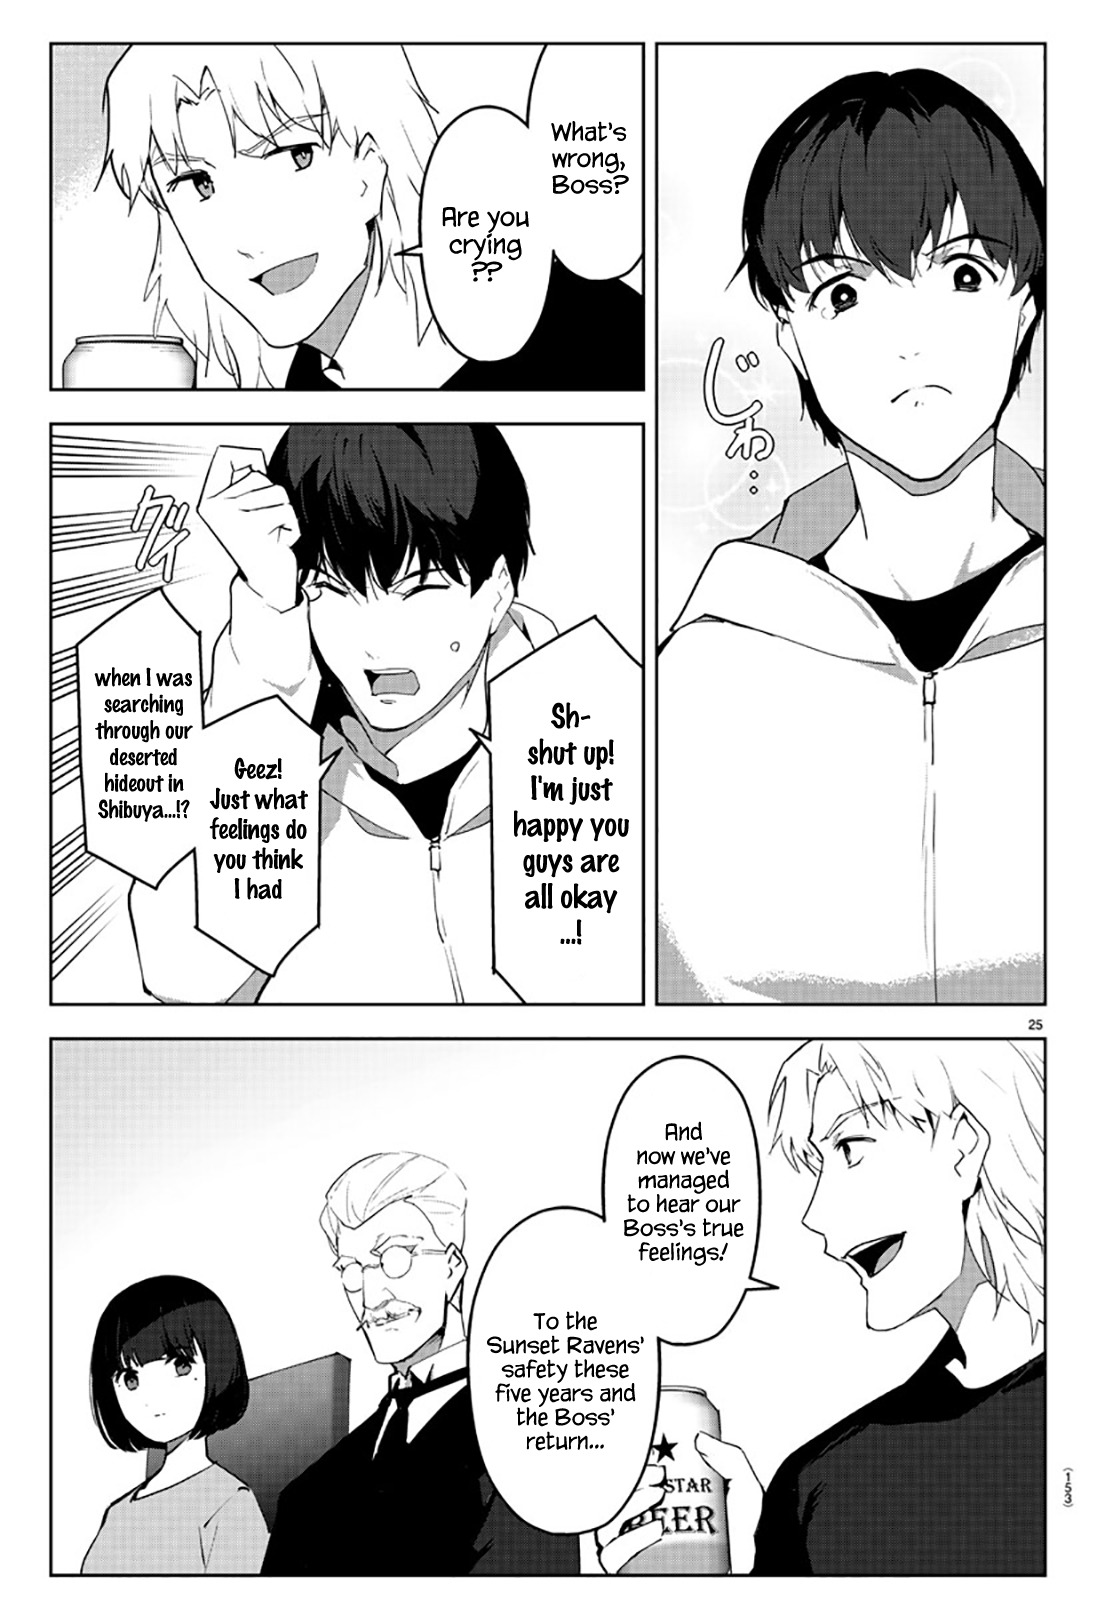 じわ…
What's
wrong,
Boss?
Are you
crying
??
グイ
Sh-
shut up!
I'm just
happy you
guys are
all okay
...!
Geez!
Just what
feelings do
you think
I had
when I was
searching
through our
deserted
hideout in
Shibuya...!?
25
And
now we've
managed
to hear our
Boss's true
feelings!
To the
Sunset Ravens'
safety these
five years and
the Boss'
return...
STAR
BEER
(153)